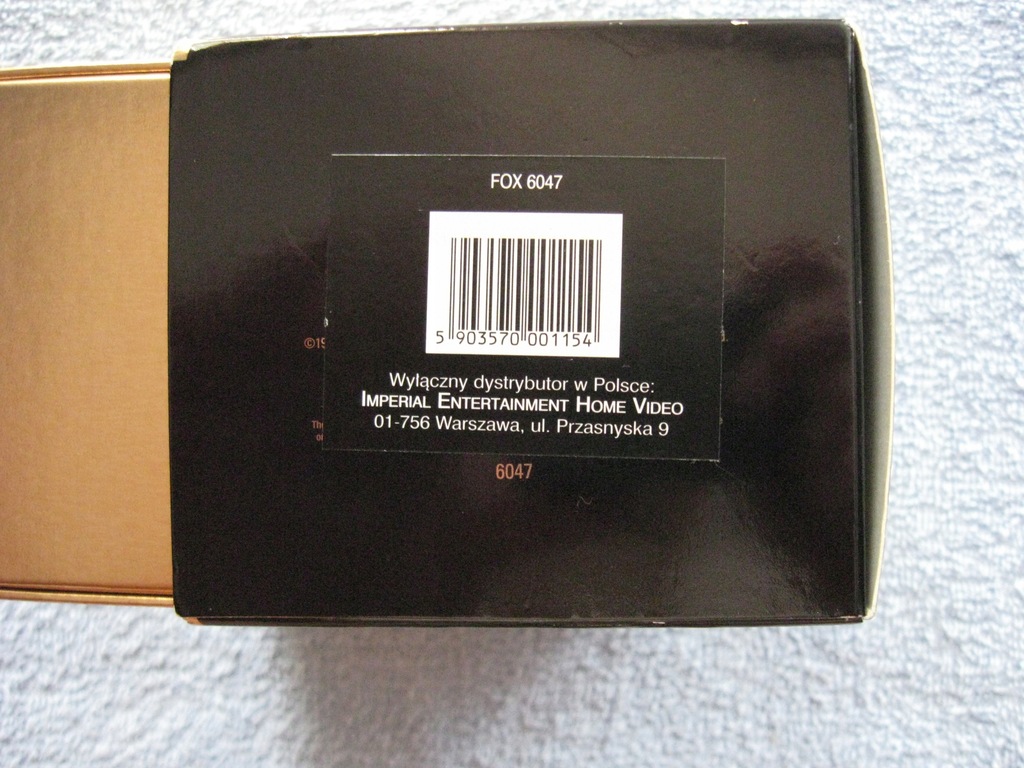 FOX 6047
5 903570 001154
©19
Wyłączny dystrybutor w Polsce:
IMPERIAL ENTERTAINMENT HOME VIDEO
01-756 Warszawa, ul. Przasnyska 9
6047